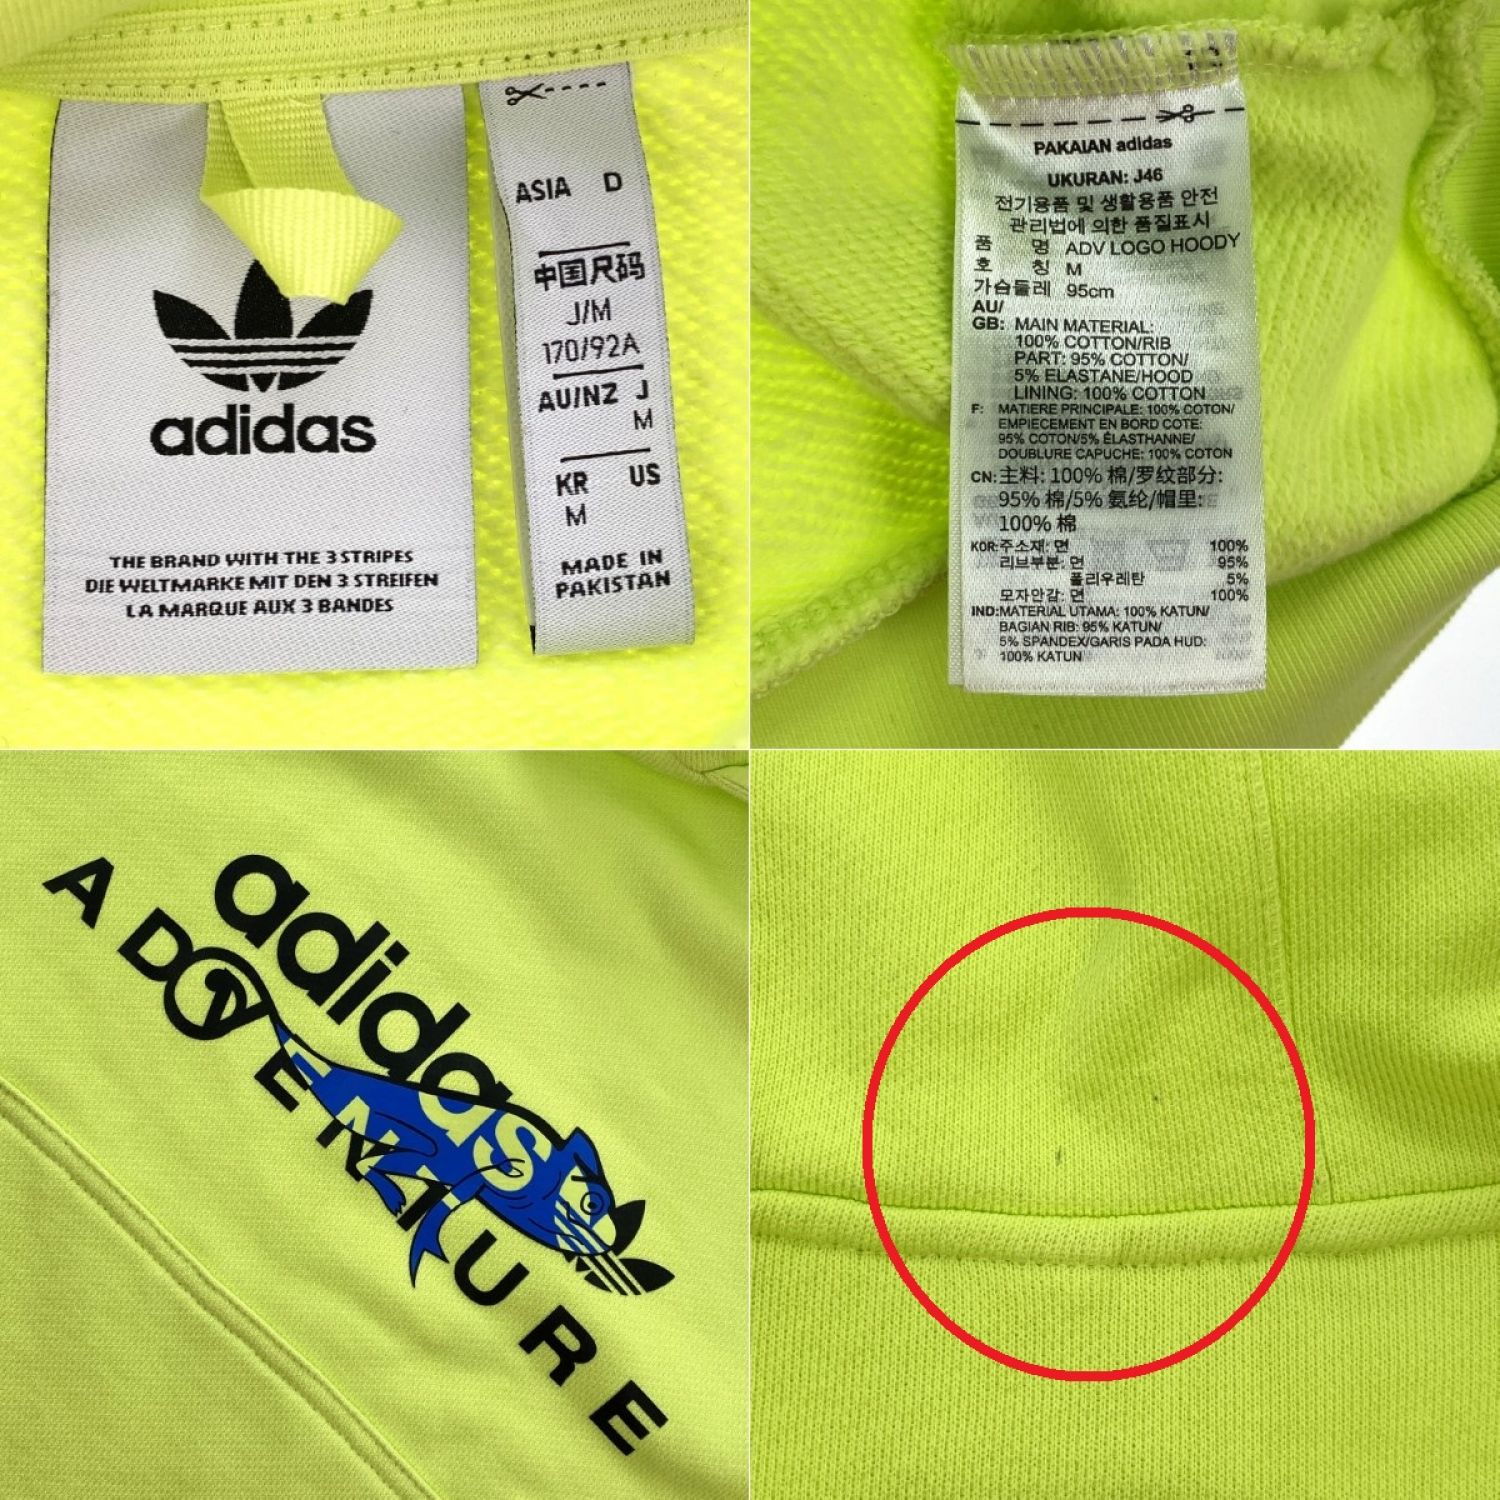 adidas
THE BRAND WITH THE 3 STRIPES
DIE WELTMARKE MIT DEN 3 STREIFEN
LA MARQUE AUX 3 BANDES
ASIA D
中国尺码
J/M
170/92A
AU/NZ J
M
KR US
M
MADE IN
PAKISTAN
PAKAIAN adidas
UKURAN: J46
전기용품 및 생활용품 안전
관리법에 의한 품질표시
품 명 ADV LOGO HOODY
호 칭 M
가슴둘레 95cm
AU/
GB: MAIN MATERIAL:
100% COTTON/RIB
PART: 95% COTTON/
5% ELASTANE/HOOD
LINING: 100% COTTON
F: MATIERE PRINCIPALE: 100% COTON/
EMPIECEMENT EN BORD COTE:
95% COTON/5% ÉLASTHANNE/
DOUBLURE CAPUCHE: 100% COTON
CN: 主料: 100% 棉/罗纹部分:
95% 棉/5% 氨纶/帽里:
100% 棉
KOR: 주소재: 면 100%
리브부분: 면 95%
폴리우레탄 5%
모자안감: 면 100%
IND: MATERIAL UTAMA: 100% KATUN/
BAGIAN RIB: 95% KATUN/
5% SPANDEX/GARIS PADA HUD:
100% KATUN
adidas
ADVENTURE